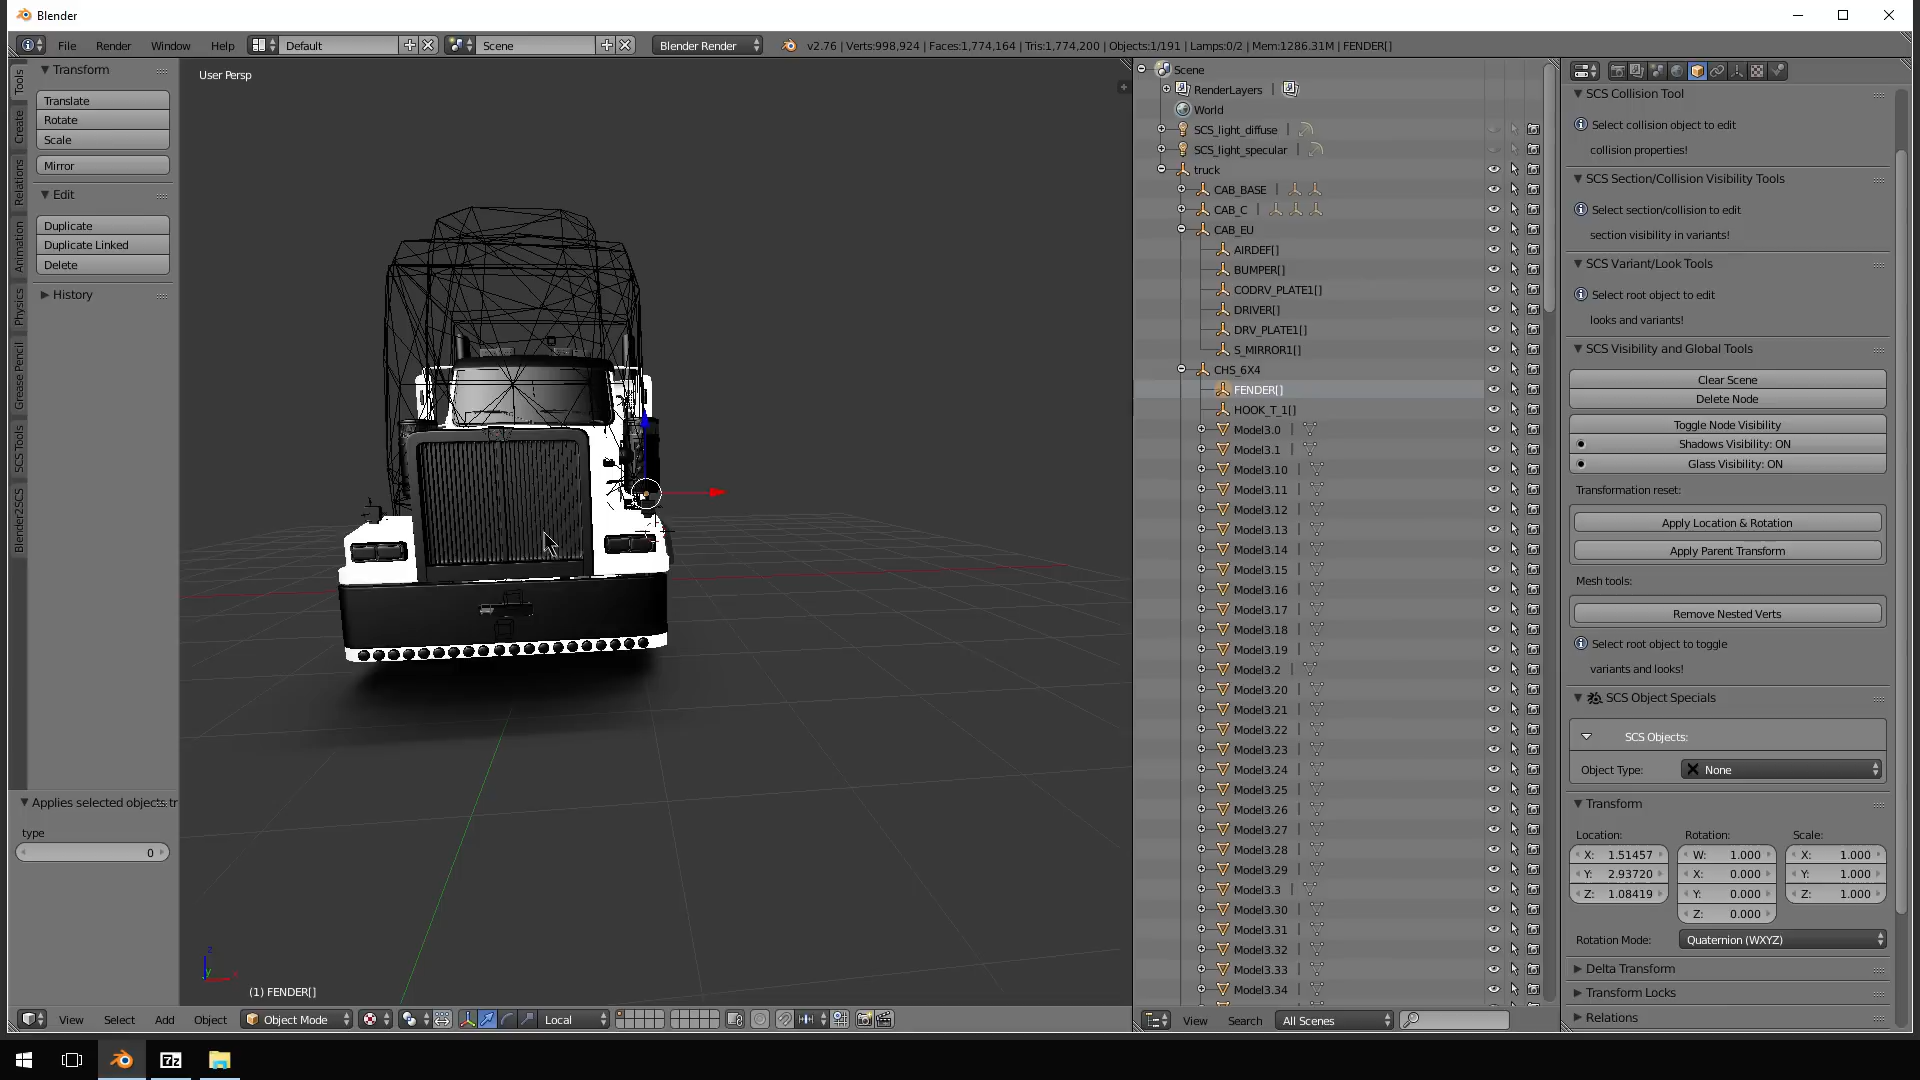 Blender
File
Render
Window
Help
Default
Scene
Blender Render
v2.76 | Verts:998,924 | Faces:1,774,164 | Tris:1,774,200 | Objects:1/191 | Lamps:0/2 | Mem:1286.31M | FENDER[]
Tools
Create
Relations
Animation
Physics
Grease Pencil
SCS Tools
Blender2SCS
Transform
Translate
Rotate
Scale
Mirror
Edit
Duplicate
Duplicate Linked
Delete
History
Applies selected objects tr
type
0
User Persp
z
y
x
(1) FENDER[]
View
Select
Add
Object
Object Mode
Local
Scene
RenderLayers
World
SCS_light_diffuse
SCS_light_specular
truck
CAB_BASE
CAB_C
CAB_EU
AIRDEF[]
BUMPER[]
CODRV_PLATE1[]
DRIVER[]
DRV_PLATE1[]
S_MIRROR1[]
CHS_6X4
FENDER[]
HOOK_T_1[]
Model3.0
Model3.1
Model3.10
Model3.11
Model3.12
Model3.13
Model3.14
Model3.15
Model3.16
Model3.17
Model3.18
Model3.19
Model3.2
Model3.20
Model3.21
Model3.22
Model3.23
Model3.24
Model3.25
Model3.26
Model3.27
Model3.28
Model3.29
Model3.3
Model3.30
Model3.31
Model3.32
Model3.33
Model3.34
View
Search
All Scenes
SCS Collision Tool
Select collision object to edit
collision properties!
SCS Section/Collision Visibility Tools
Select section/collision to edit
section visibility in variants!
SCS Variant/Look Tools
Select root object to edit
looks and variants!
SCS Visibility and Global Tools
Clear Scene
Delete Node
Toggle Node Visibility
Shadows Visibility: ON
Glass Visibility: ON
Transformation reset:
Apply Location & Rotation
Apply Parent Transform
Mesh tools:
Remove Nested Verts
Select root object to toggle
variants and looks!
SCS Object Specials
SCS Objects:
Object Type: None
Transform
Location: Rotation: Scale:
X: 1.51457 W: 1.000 X: 1.000
Y: 2.93720 X: 0.000 Y: 1.000
Z: 1.08419 Y: 0.000 Z: 1.000
Z: 0.000
Rotation Mode: Quaternion (WXYZ)
Delta Transform
Transform Locks
Relations
7z